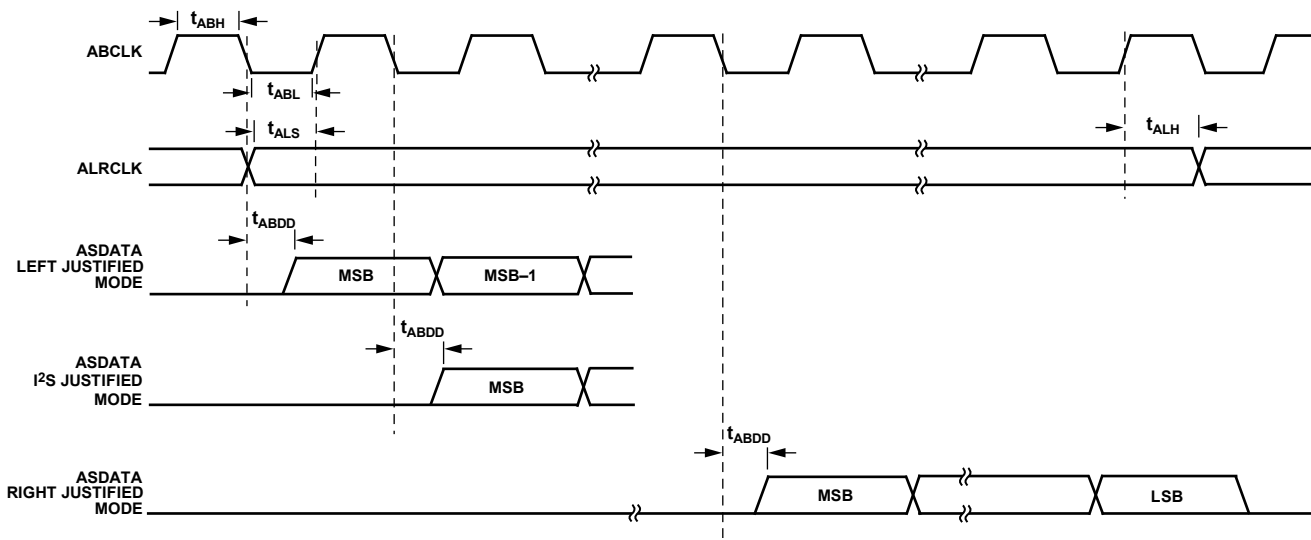 tABH
ABCLK
tABL
tALS
tALH
ALRCLK
tABDD
ASDATA
LEFT JUSTIFIED
MODE
MSB
MSB–1
tABDD
ASDATA
I²S JUSTIFIED
MODE
MSB
tABDD
ASDATA
RIGHT JUSTIFIED
MODE
MSB
LSB